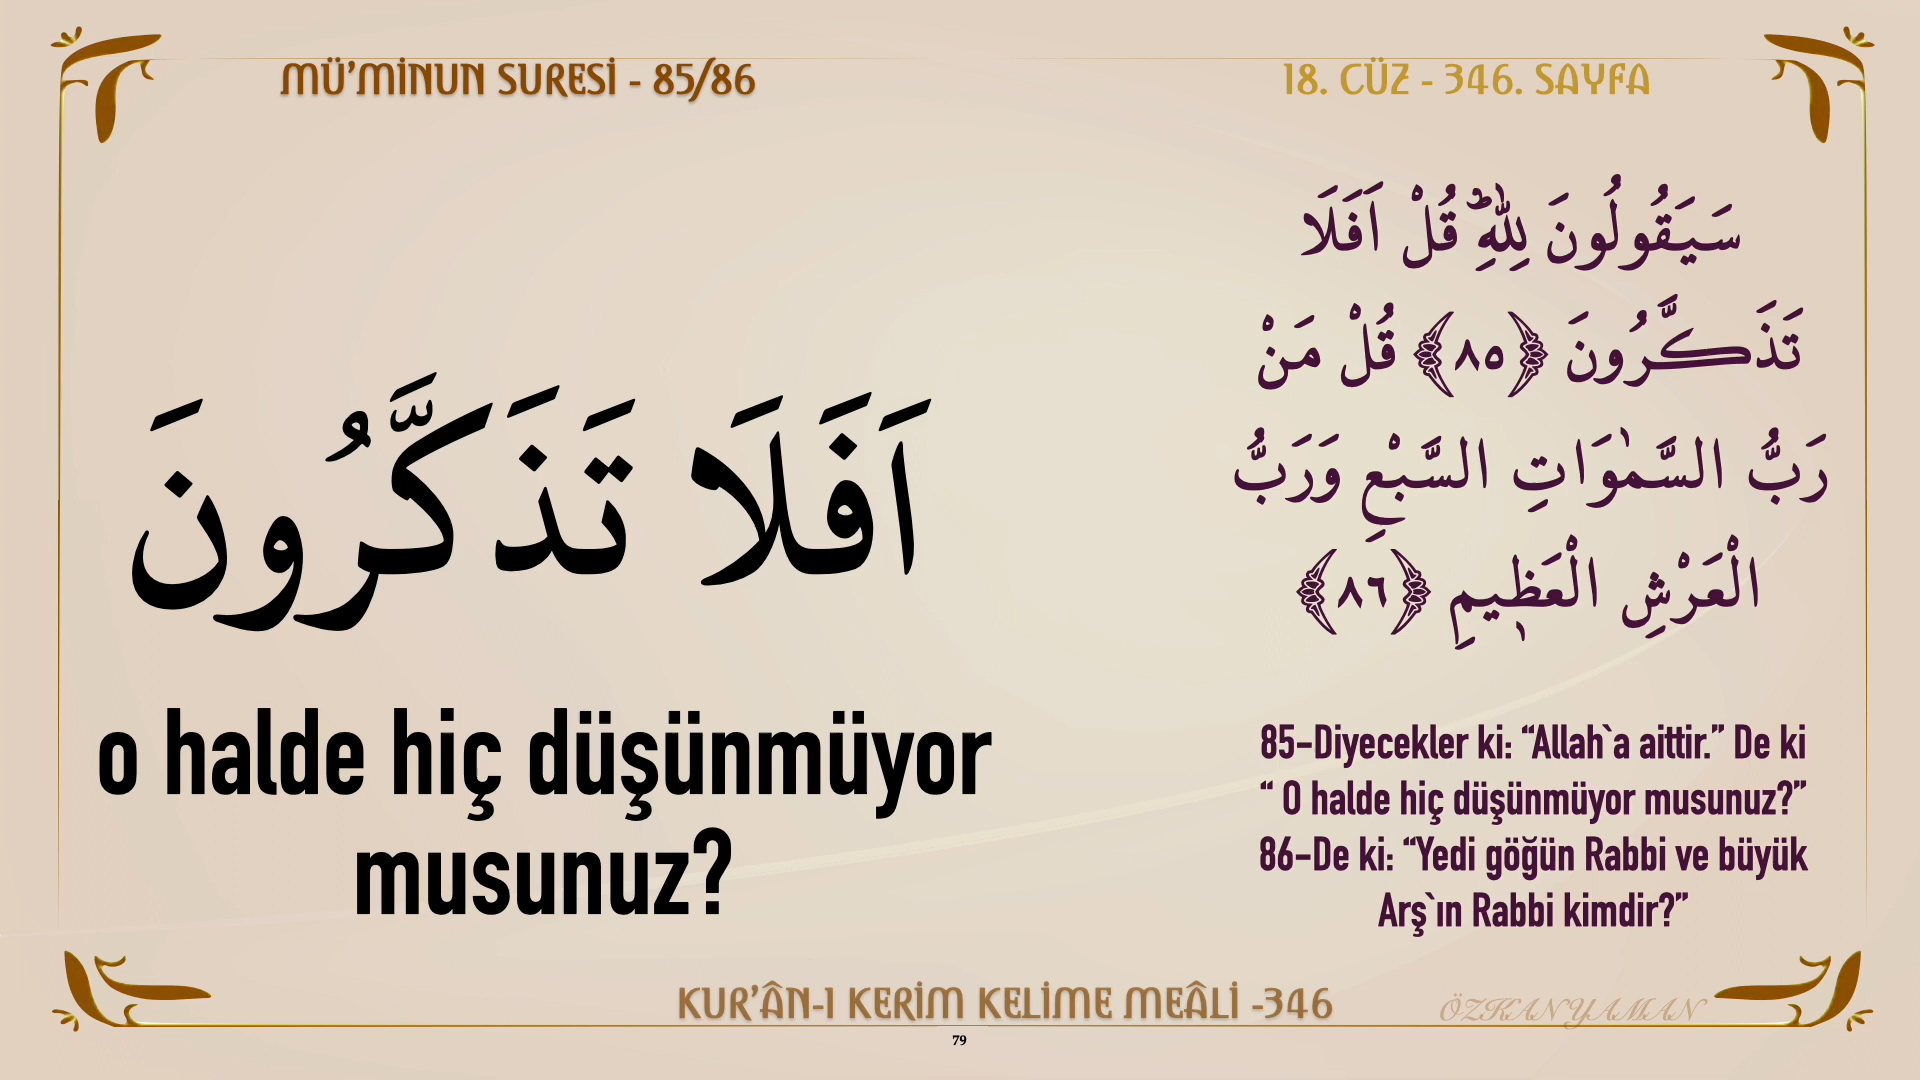 MÜ’MİNUN SURESİ - 85/86
18. CÜZ - 346. SAYFA
سَيَقُولُونَ لِلّٰهِۜ قُلْ اَفَلَا
تَذَكَّرُونَ ﴿٨٥﴾ قُلْ مَنْ
رَبُّ السَّمٰوَاتِ السَّبْعِ وَرَبُّ
الْعَرْشِ الْعَظ۪يمِ ﴿٨٦﴾
اَفَلَا تَذَكَّرُونَ
o halde hiç düşünmüyor
musunuz?
85-Diyecekler ki: “Allah`a aittir.” De ki
“ O halde hiç düşünmüyor musunuz?”
86-De ki: “Yedi göğün Rabbi ve büyük
Arş`ın Rabbi kimdir?”
KUR’ÂN-I KERİM KELİME MEÂLİ -346
ÖZKAN YAMAN
79